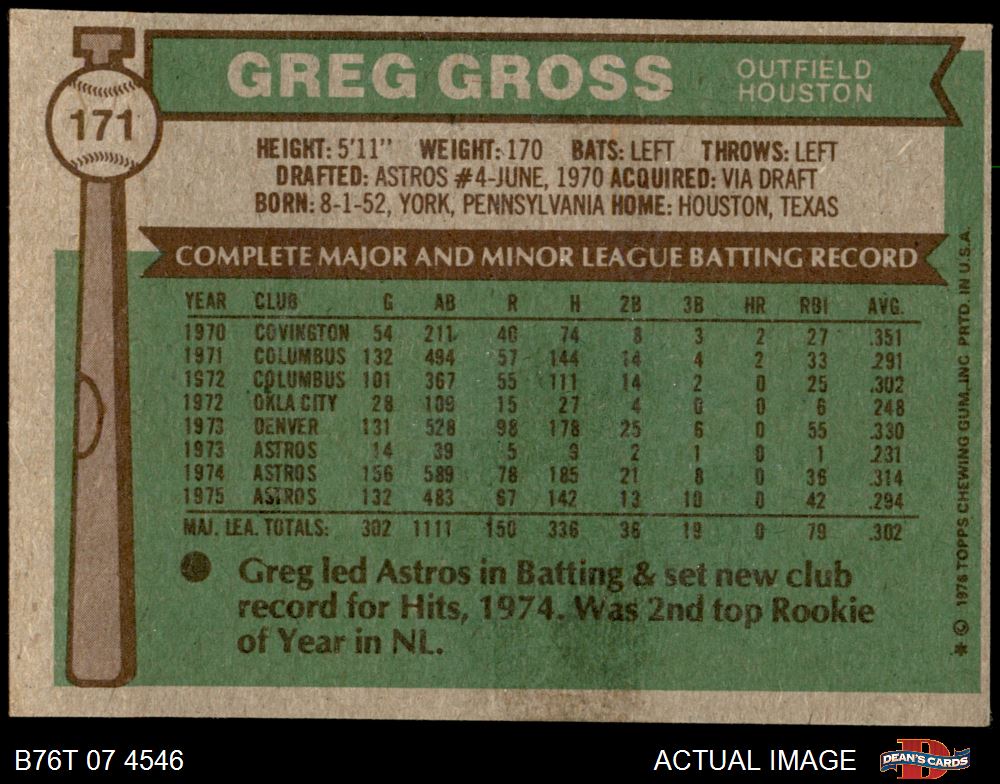 171
GREG GROSS
OUTFIELD
HOUSTON
HEIGHT: 5'11" WEIGHT: 170 BATS: LEFT THROWS: LEFT
DRAFTED: ASTROS #4-JUNE, 1970 ACQUIRED: VIA DRAFT
BORN: 8-1-52, YORK, PENNSYLVANIA HOME: HOUSTON, TEXAS
COMPLETE MAJOR AND MINOR LEAGUE BATTING RECORD
YEAR CLUB G AB R H 2B 3B HR RBI AVG.
1970 COVINGTON 54 211 40 74 8 3 2 27 .351
1971 COLUMBUS 132 494 57 144 14 4 2 33 .291
1972 COLUMBUS 101 367 55 111 14 2 0 25 .302
1972 OKLA CITY 28 109 15 27 4 0 0 6 .248
1973 DENVER 131 528 98 178 25 6 0 55 .330
1973 ASTROS 14 39 5 9 2 1 0 1 .231
1974 ASTROS 156 589 78 185 21 8 0 36 .314
1975 ASTROS 132 483 67 142 13 10 0 42 .294
MAJ. LEA. TOTALS: 302 1111 150 336 36 19 0 79 .302
Greg led Astros in Batting & set new club
record for Hits, 1974. Was 2nd top Rookie
of Year in NL.
* © 1976 TOPPS CHEWING GUM, INC PRTD. IN U.S.A.
B76T 07 4546
ACTUAL IMAGE
DEAN'S CARDS